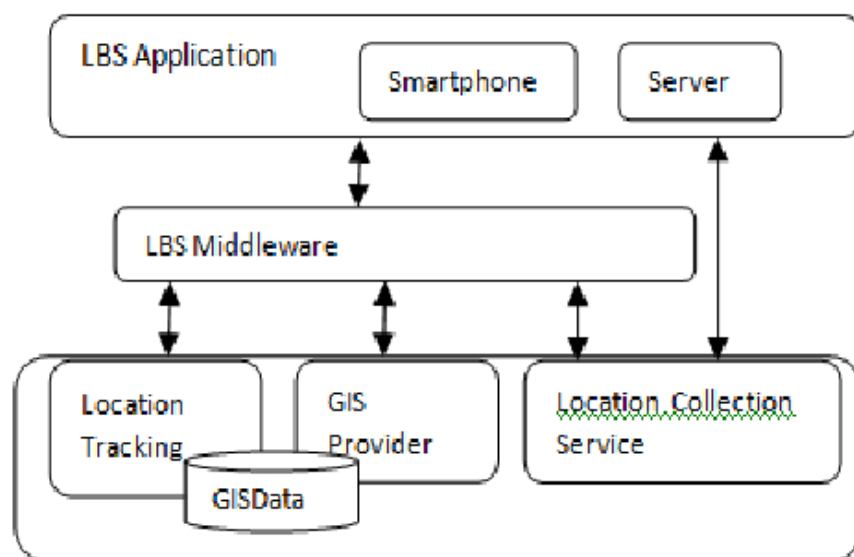 LBS Application
Smartphone
Server
LBS Middleware
Location
Tracking
GIS
Provider
Location Collection
Service
GISData